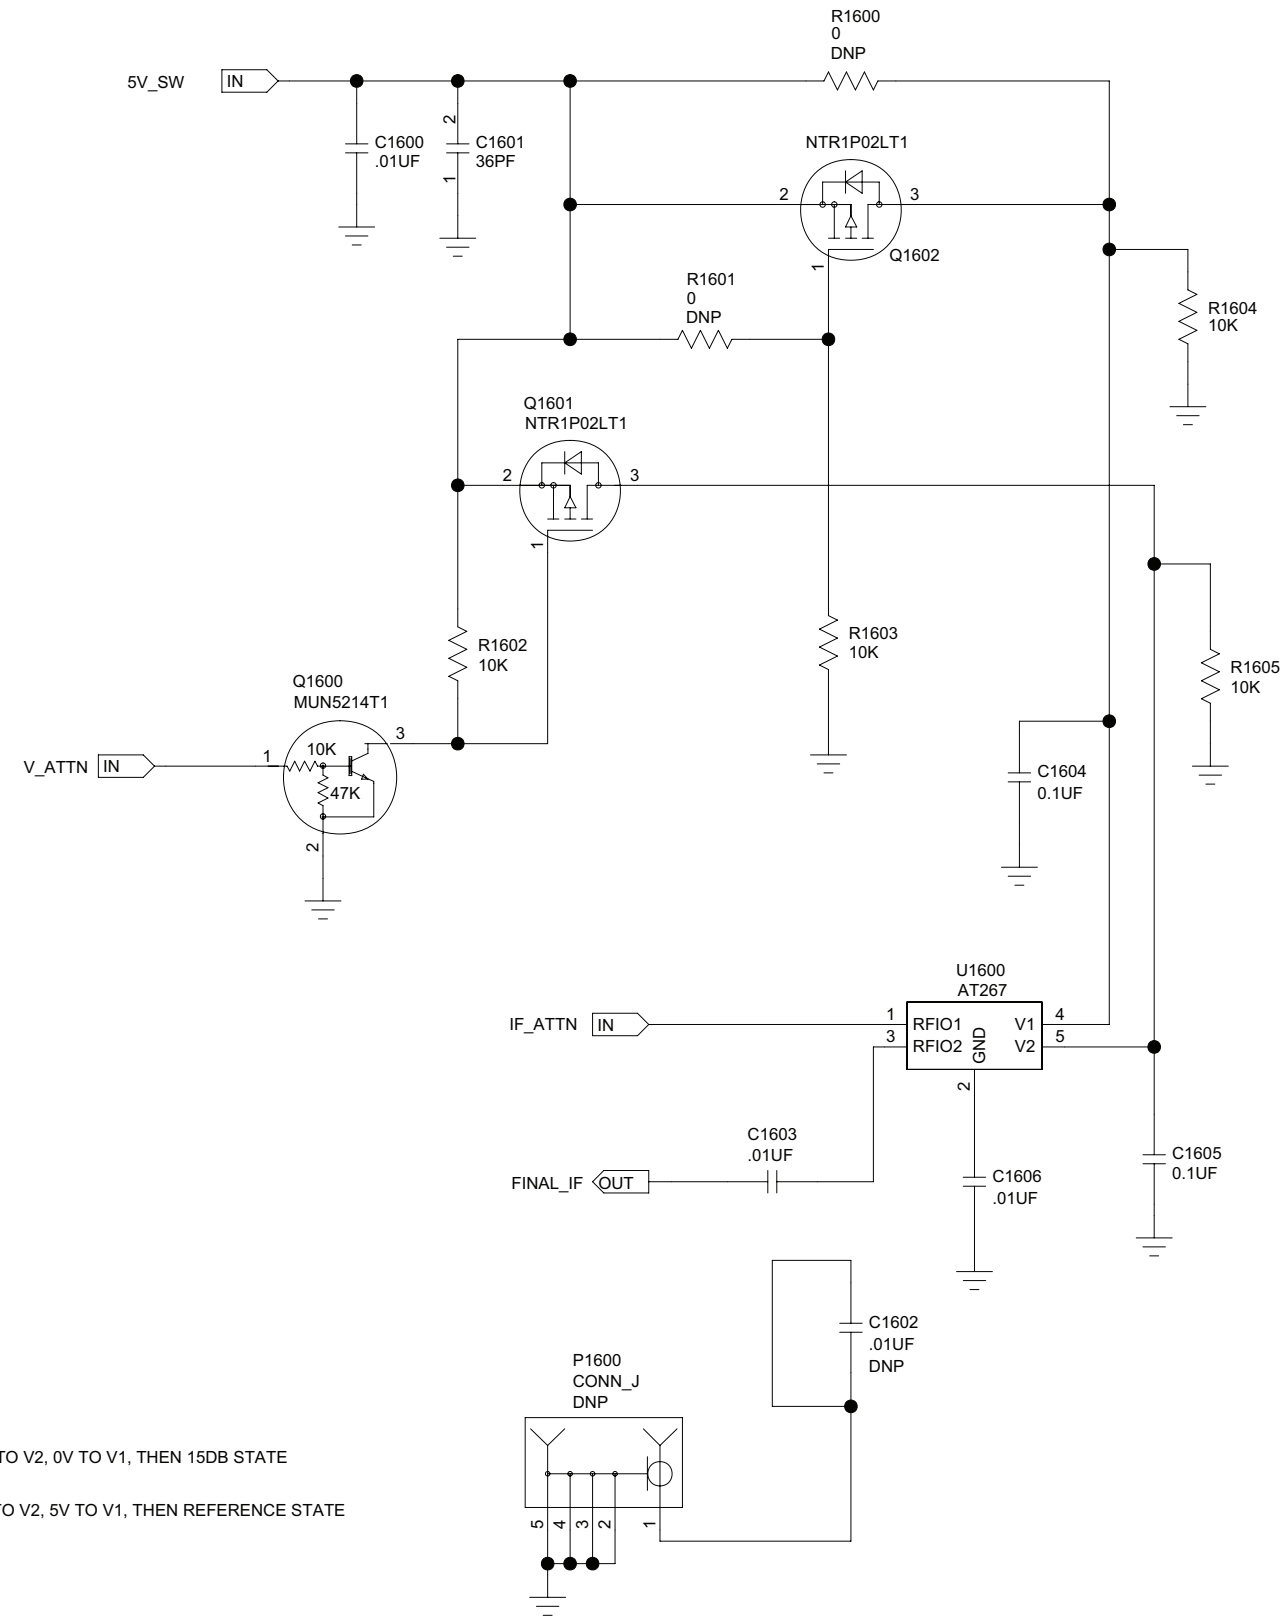 R1600
0
DNP
5V_SW
IN
2
C1600
.01UF
C1601
36PF
1
NTR1P02LT1
2
3
1
Q1602
R1601
0
DNP
R1604
10K
Q1601
NTR1P02LT1
2
3
1
R1602
10K
R1603
10K
R1605
10K
Q1600
MUN5214T1
3
V_ATTN
IN
1
10K
47K
2
C1604
0.1UF
U1600
AT267
IF_ATTN
IN
1
RFIO1
V1
4
3
RFIO2
GND
V2
5
2
C1603
.01UF
FINAL_IF
OUT
C1606
.01UF
C1605
0.1UF
C1602
.01UF
DNP
P1600
CONN_J
DNP
TO V2, 0V TO V1, THEN 15DB STATE
TO V2, 5V TO V1, THEN REFERENCE STATE
5
4
3
2
1